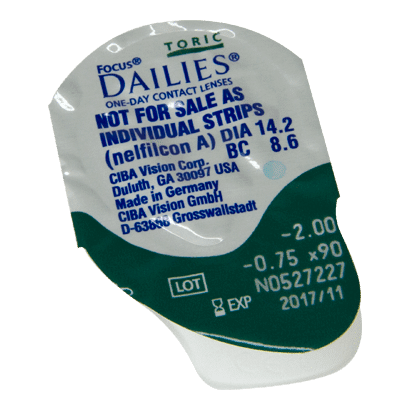 TORIC
Focus®
DAILIES®
ONE-DAY CONTACT LENSES
NOT FOR SALE AS
INDIVIDUAL STRIPS
(nelfilcon A) DIA 14.2
BC 8.6
CIBA Vision Corp.
Duluth, GA 30097 USA
Made in Germany
CIBA Vision GmbH
D-63868 Grosswallstadt
-2.00
-0.75 x90
LOT N0527227
EXP 2017/11